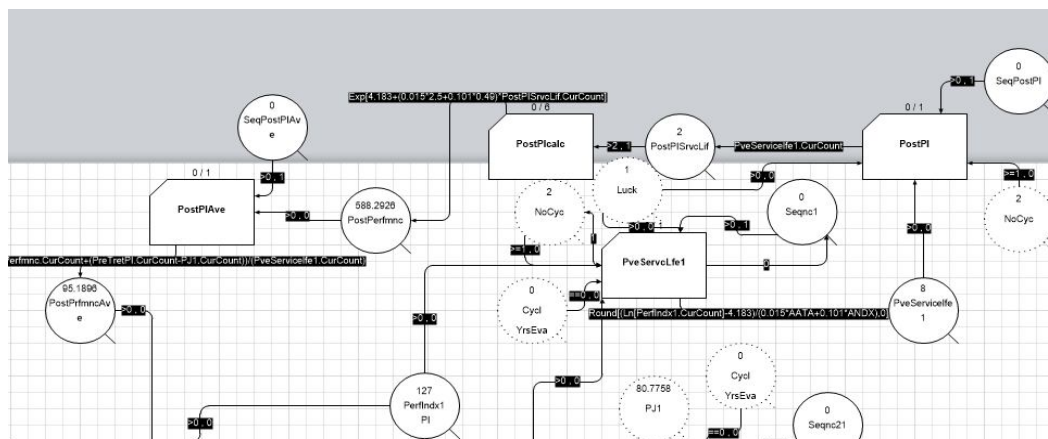 0
SeqPostPI
>0,1
Exp[4.183+(0.015*2.5+0.101*0.49)*PostPISrvcLif.CurCount]
0 / 6
0 / 1
0
SeqPostPIAv
e
PostPIcalc
>2,1
2
PostPISrvcLif
PveServiceIfe1.CurCount
PostPI
0 / 1
>0,1
1
Luck
>0,0
>=1,0
PostPIAve
>0,0
588.2926
PostPerfmnc
2
NoCyc
0
Seqnc1
2
NoCyc
>0,0
1
>0,1
>=1,0
1
PveServcLfe1
0
>0,0
erfmnc.CurCount+(PreTretPI.CurCount-PJ1.CurCount))/(PveServiceIfe1.CurCount)
95.1896
PostPrfmncAv
e
>0,0
0
Cycl
YrsEva
==0,0
>0,0
Round[(Ln[PerfIndx1.CurCount]-4.183)/(0.015*AATA+0.101*ANDX),0]
8
PveServiceIfe
1
0
Cycl
YrsEva
127
PerfIndx1
PI
>0,0
>0,0
80.7758
PJ1
0
Seqnc21
==0,0